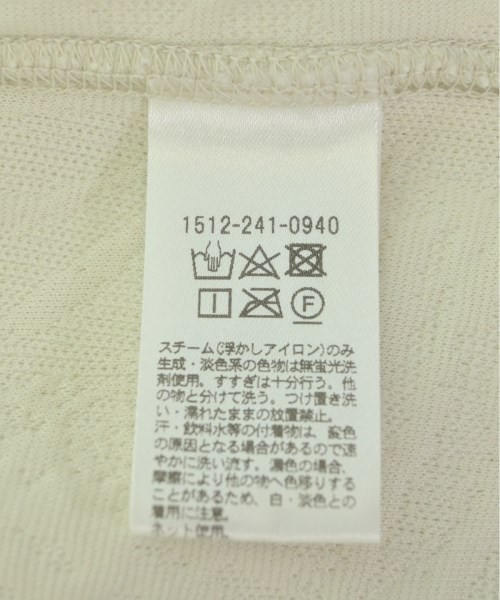 1512-241-0940
F
スチーム(浮かしアイロン)のみ
生成・淡色系の色物は無蛍光洗
剤使用。すすぎは十分行う。他
の物と分けて洗う。つけ置き洗
い・濡れたままの放置禁止。
汗・飲料水等の付着物は、変色
の原因となる場合があるので速
やかに洗い流す。濃色の場合、
摩擦により他の物へ色移りする
ことがあるため、白・淡色との
着用に注意。
ネット使用。